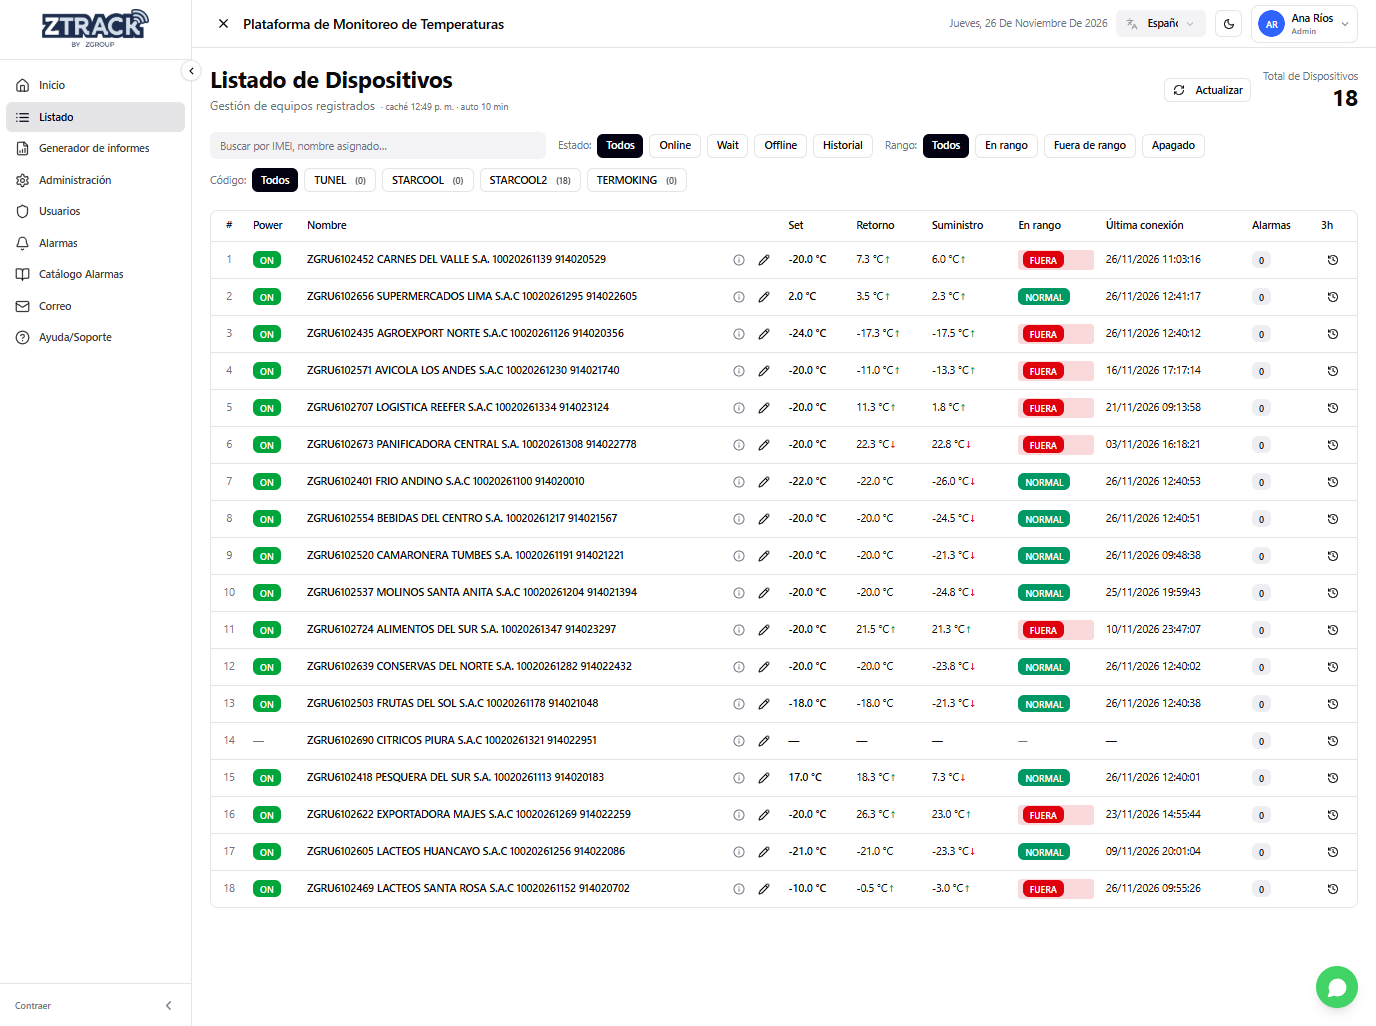 ZTRACK
BY ZGROUP
Plataforma de Monitoreo de Temperaturas
Jueves, 26 De Noviembre De 2026
Españc
AR
Ana Ríos
Admin
Inicio
Listado
Generador de informes
Administración
Usuarios
Alarmas
Catálogo Alarmas
Correo
Ayuda/Soporte
Contraer
Listado de Dispositivos
Gestión de equipos registrados · caché 12:49 p. m. · auto 10 min
Actualizar
Total de Dispositivos
18
Buscar por IMEI, nombre asignado...
Estado: Todos Online Wait Offline Historial Rango: Todos En rango Fuera de rango Apagado
Código: Todos TUNEL (0) STARCOOL (0) STARCOOL2 (18) TERMOKING (0)
# Power Nombre Set Retorno Suministro En rango Última conexión Alarmas 3h
1 ON ZGRU6102452 CARNES DEL VALLE S.A. 10020261139 914020529 -20.0 °C 7.3 °C↑ 6.0 °C↑ FUERA 26/11/2026 11:03:16 0
2 ON ZGRU6102656 SUPERMERCADOS LIMA S.A.C 10020261295 914022605 2.0 °C 3.5 °C↑ 2.3 °C↑ NORMAL 26/11/2026 12:41:17 0
3 ON ZGRU6102435 AGROEXPORT NORTE S.A.C 10020261126 914020356 -24.0 °C -17.3 °C↑ -17.5 °C↑ FUERA 26/11/2026 12:40:12 0
4 ON ZGRU6102571 AVICOLA LOS ANDES S.A.C 10020261230 914021740 -20.0 °C -11.0 °C↑ -13.3 °C↑ FUERA 16/11/2026 17:17:14 0
5 ON ZGRU6102707 LOGISTICA REEFER S.A.C 10020261334 914023124 -20.0 °C 11.3 °C↑ 1.8 °C↑ FUERA 21/11/2026 09:13:58 0
6 ON ZGRU6102673 PANIFICADORA CENTRAL S.A. 10020261308 914022778 -20.0 °C 22.3 °C↓ 22.8 °C↓ FUERA 03/11/2026 16:18:21 0
7 ON ZGRU6102401 FRIO ANDINO S.A.C 10020261100 914020010 -22.0 °C -22.0 °C -26.0 °C↓ NORMAL 26/11/2026 12:40:53 0
8 ON ZGRU6102554 BEBIDAS DEL CENTRO S.A. 10020261217 914021567 -20.0 °C -20.0 °C -24.5 °C↓ NORMAL 26/11/2026 12:40:51 0
9 ON ZGRU6102520 CAMARONERA TUMBES S.A. 10020261191 914021221 -20.0 °C -20.0 °C -21.3 °C↓ NORMAL 26/11/2026 09:48:38 0
10 ON ZGRU6102537 MOLINOS SANTA ANITA S.A.C 10020261204 914021394 -20.0 °C -20.0 °C -24.8 °C↓ NORMAL 25/11/2026 19:59:43 0
11 ON ZGRU6102724 ALIMENTOS DEL SUR S.A. 10020261347 914023297 -20.0 °C 21.5 °C↑ 21.3 °C↑ FUERA 10/11/2026 23:47:07 0
12 ON ZGRU6102639 CONSERVAS DEL NORTE S.A. 10020261282 914022432 -20.0 °C -20.0 °C -23.8 °C↓ NORMAL 26/11/2026 12:40:02 0
13 ON ZGRU6102503 FRUTAS DEL SOL S.A.C 10020261178 914021048 -18.0 °C -18.0 °C -21.3 °C↓ NORMAL 26/11/2026 12:40:38 0
14 — ZGRU6102690 CITRICOS PIURA S.A.C 10020261321 914022951 — — — — — 0
15 ON ZGRU6102418 PESQUERA DEL SUR S.A. 10020261113 914020183 17.0 °C 18.3 °C↑ 7.3 °C↓ NORMAL 26/11/2026 12:40:01 0
16 ON ZGRU6102622 EXPORTADORA MAJES S.A.C 10020261269 914022259 -20.0 °C 26.3 °C↑ 23.0 °C↑ FUERA 23/11/2026 14:55:44 0
17 ON ZGRU6102605 LACTEOS HUANCAYO S.A.C 10020261256 914022086 -21.0 °C -21.0 °C -23.3 °C↓ NORMAL 09/11/2026 20:01:04 0
18 ON ZGRU6102469 LACTEOS SANTA ROSA S.A.C 10020261152 914020702 -10.0 °C -0.5 °C↑ -3.0 °C↑ FUERA 26/11/2026 09:55:26 0